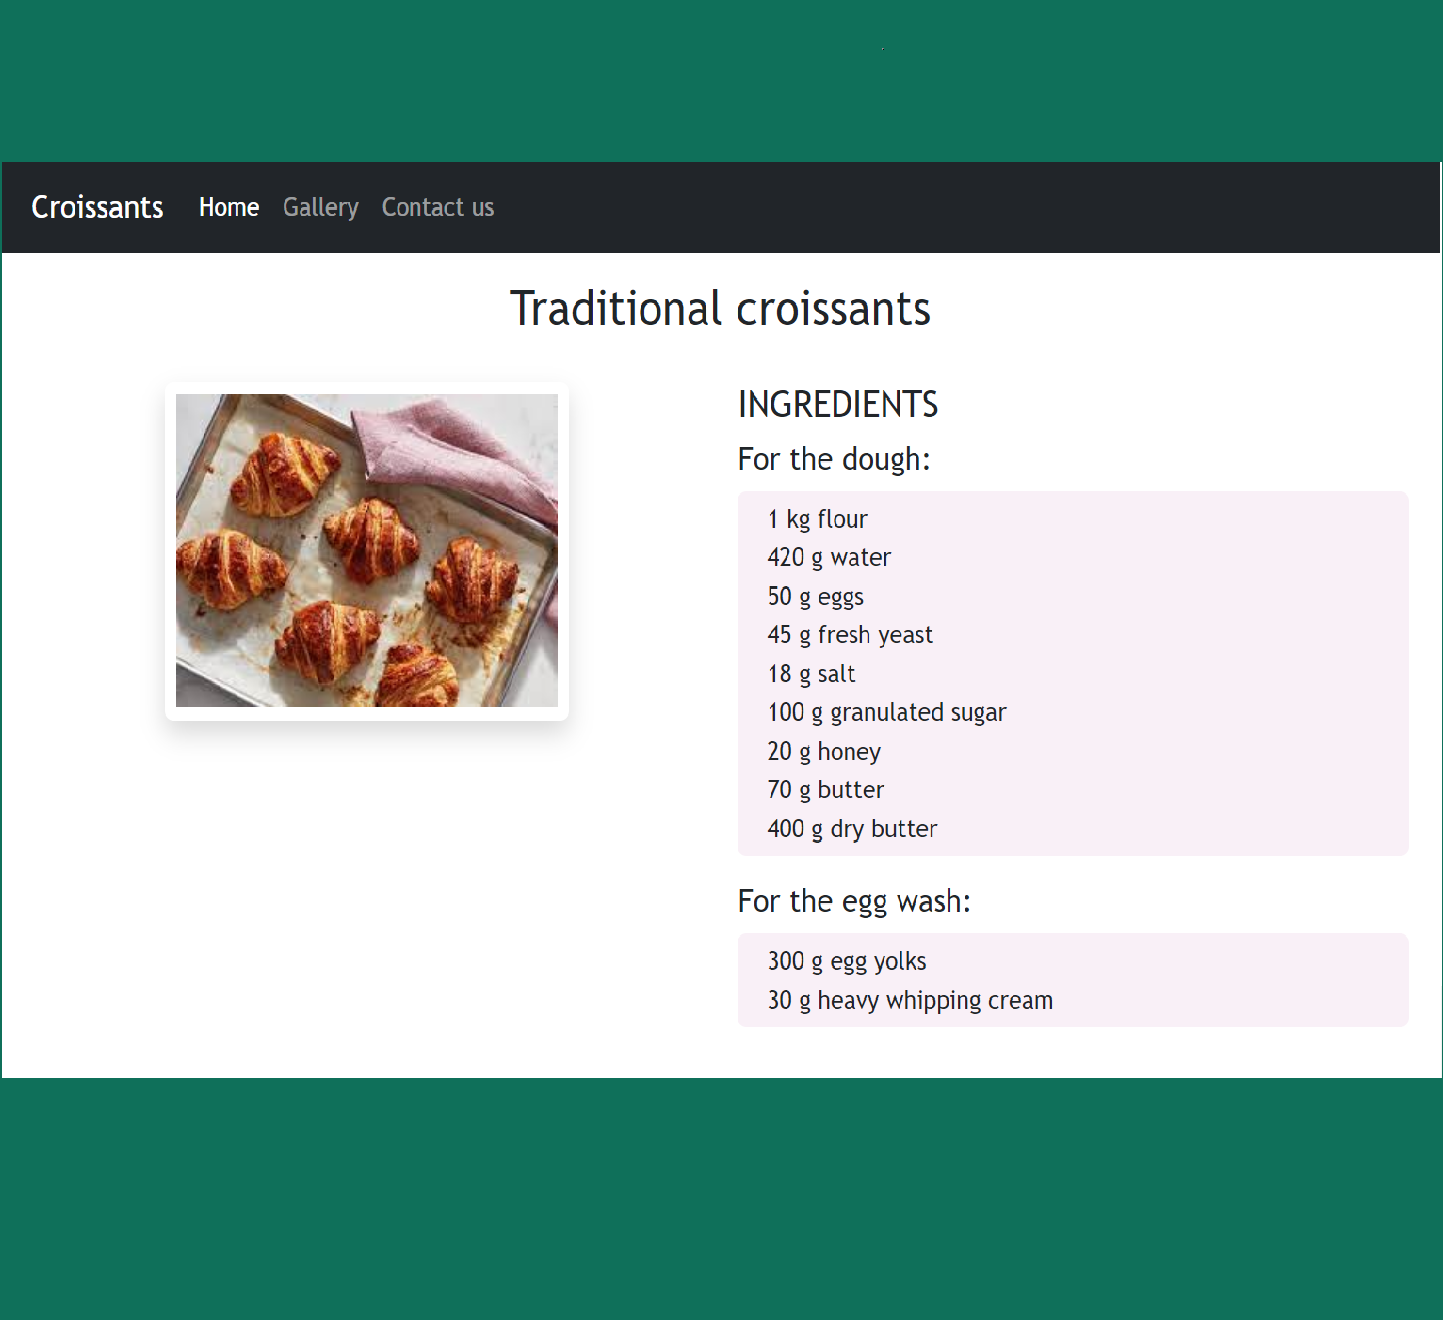 Croissants Home Gallery Contact us
Traditional croissants
INGREDIENTS
For the dough:
1 kg flour
420 g water
50 g eggs
45 g fresh yeast
18 g salt
100 g granulated sugar
20 g honey
70 g butter
400 g dry butter
For the egg wash:
300 g egg yolks
30 g heavy whipping cream